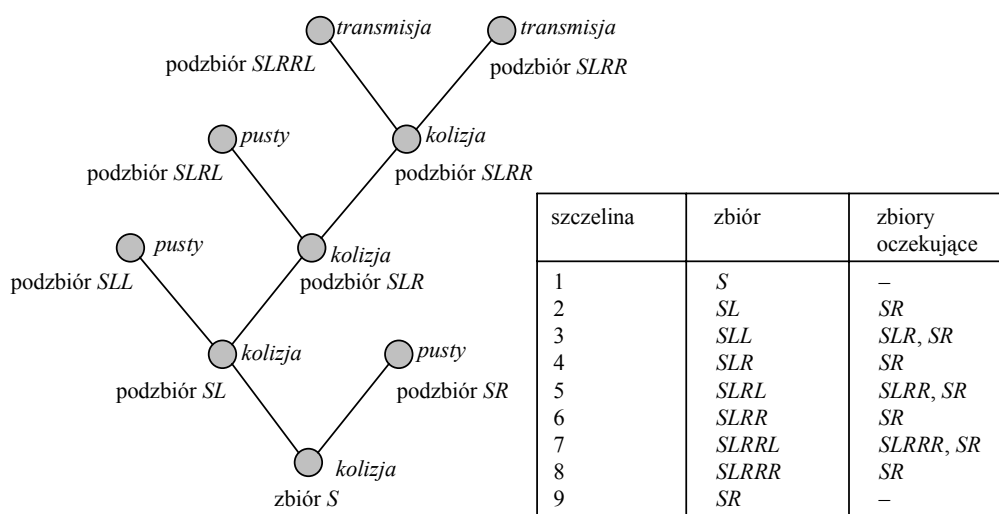 transmisja transmisja
podzbiór SLRRL podzbiór SLRR
pusty kolizja
podzbiór SLRL podzbiór SLRR
pusty kolizja
podzbiór SLL podzbiór SLR
kolizja pusty
podzbiór SL podzbiór SR
kolizja
zbiór S
szczelina zbiór zbiory
oczekujące
1 S –
2 SL SR
3 SLL SLR, SR
4 SLR SR
5 SLRL SLRR, SR
6 SLRR SR
7 SLRRL SLRRR, SR
8 SLRRR SR
9 SR –